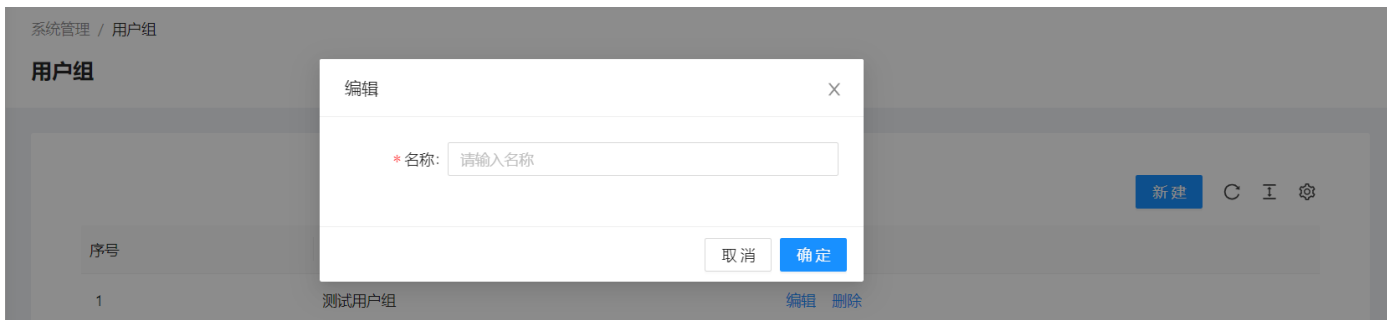 系统管理 / 用户组
用户组
编辑
* 名称: 请输入名称
新建
取消 确定
序号
1 测试用户组 编辑 删除